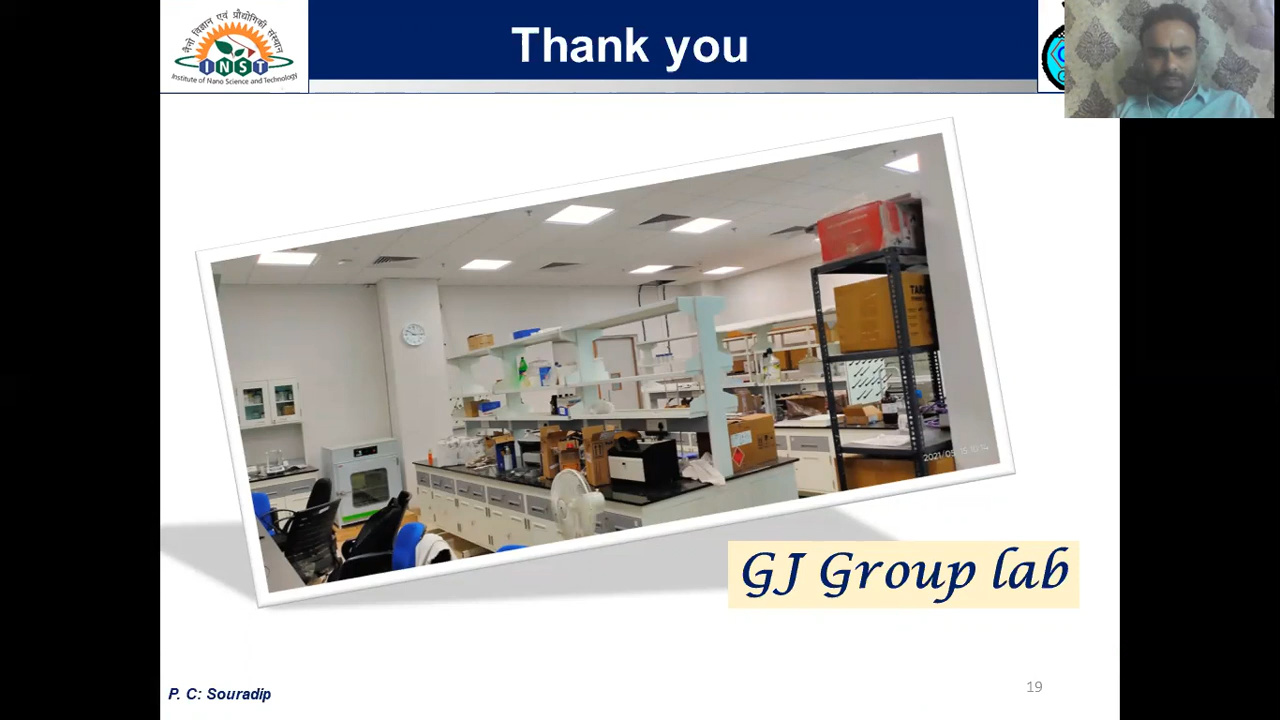 नैनो विज्ञान एवं प्रौद्योगिकी संस्थान
INST
Institute of Nano Science and Technology
Thank you
GJ Group lab
P. C: Souradip
19